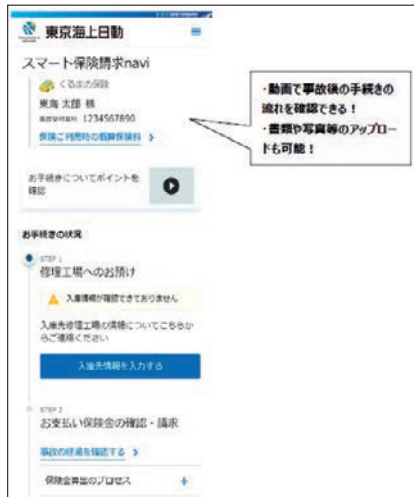 東京海上日動
スマート保険請求navi
くるまの保険
東海 太郎 様
事故受付番号 1234567890
保険ご利用時の概算保険料 >
お手続きについてポイントを
確認
お手続きの状況
STEP 1
修理工場へのお預け
入庫情報が確認できておりません
入庫先修理工場の情報についてこちらか
らご連絡ください
入庫先情報を入力する
STEP 2
お支払い保険金の確認・請求
事故の経過を確認する >
保険金算出のプロセス +
・動画で事故後の手続きの
流れを確認できる！
・書類や写真等のアップロー
ドも可能！